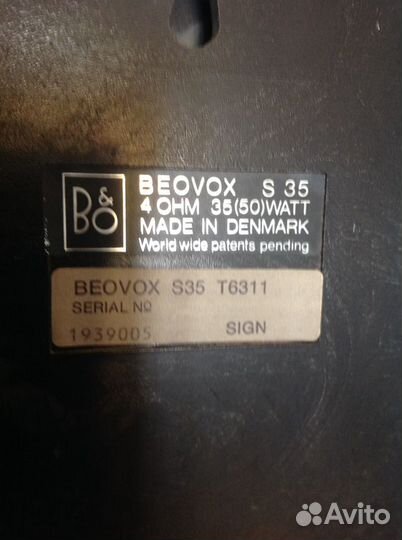 B&O
BEOVOX S 35
4 OHM 35(50)WATT
MADE IN DENMARK
World wide patents pending
BEOVOX S35 T6311
SERIAL Nº
1939005 SIGN
Avito